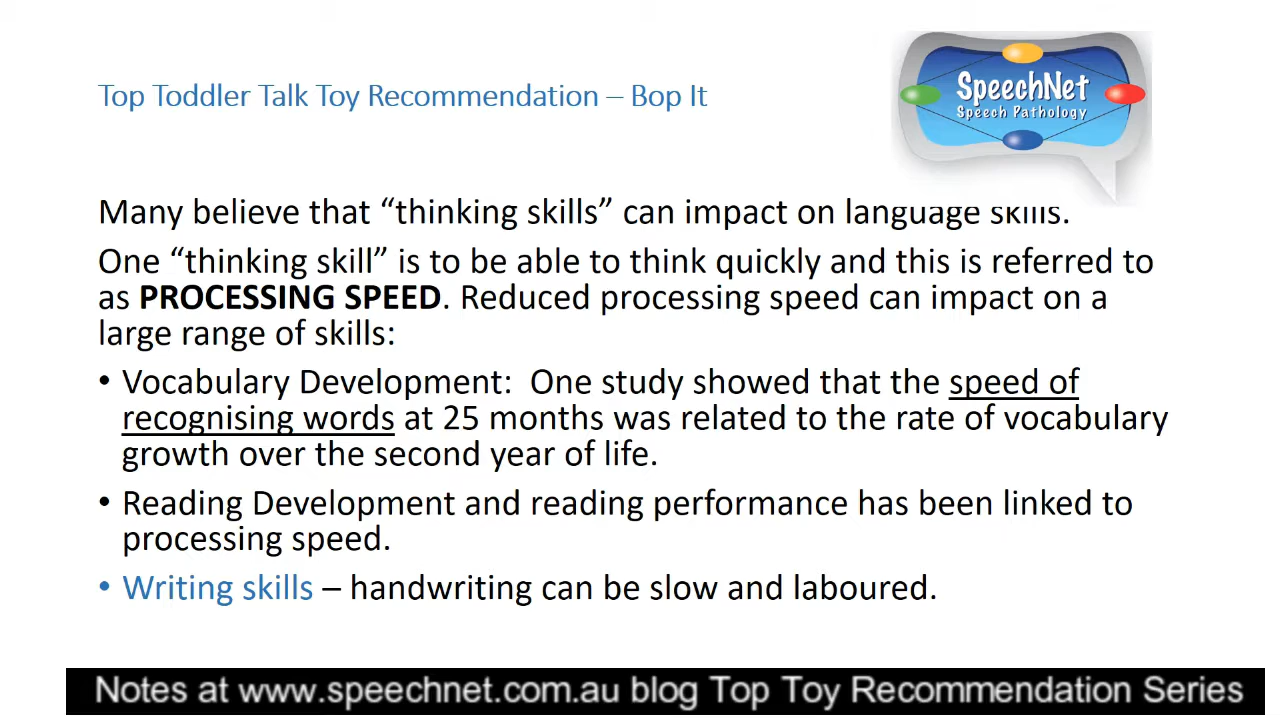 Top Toddler Talk Toy Recommendation – Bop It
SpeechNet
Speech Pathology
Many believe that “thinking skills” can impact on language skills.
One “thinking skill” is to be able to think quickly and this is referred to
as PROCESSING SPEED. Reduced processing speed can impact on a
large range of skills:
• Vocabulary Development:  One study showed that the speed of
recognising words at 25 months was related to the rate of vocabulary
growth over the second year of life.
• Reading Development and reading performance has been linked to
processing speed.
• Writing skills – handwriting can be slow and laboured.
Notes at www.speechnet.com.au blog Top Toy Recommendation Series